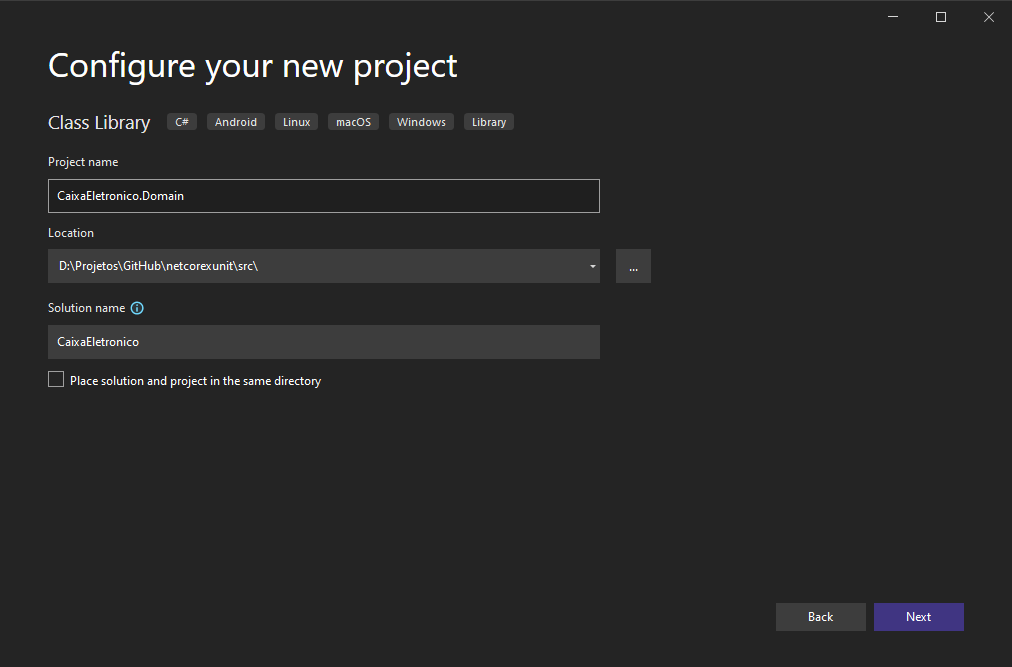 Configure your new project
Class Library C# Android Linux macOS Windows Library
Project name
CaixaEletronico.Domain
Location
D:\Projetos\GitHub\netcorexunit\src\
...
Solution name
CaixaEletronico
Place solution and project in the same directory
Back Next